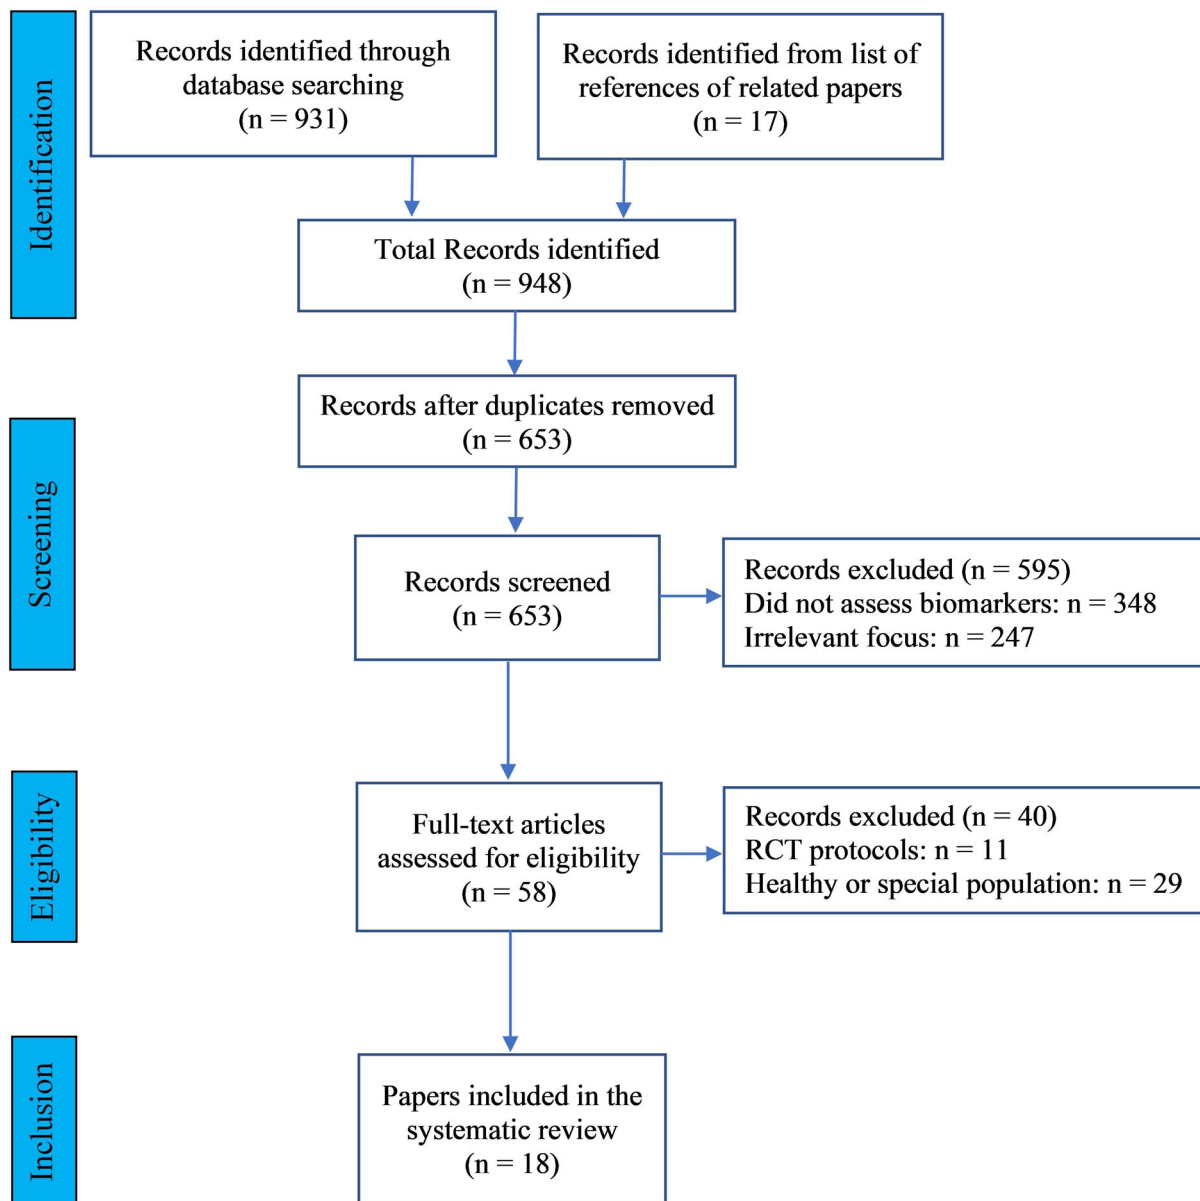 Identification
Records identified through
database searching
(n = 931)
Records identified from list of
references of related papers
(n = 17)
Total Records identified
(n = 948)
Screening
Records after duplicates removed
(n = 653)
Records screened
(n = 653)
Records excluded (n = 595)
Did not assess biomarkers: n = 348
Irrelevant focus: n = 247
Eligibility
Full-text articles
assessed for eligibility
(n = 58)
Records excluded (n = 40)
RCT protocols: n = 11
Healthy or special population: n = 29
Inclusion
Papers included in the
systematic review
(n = 18)